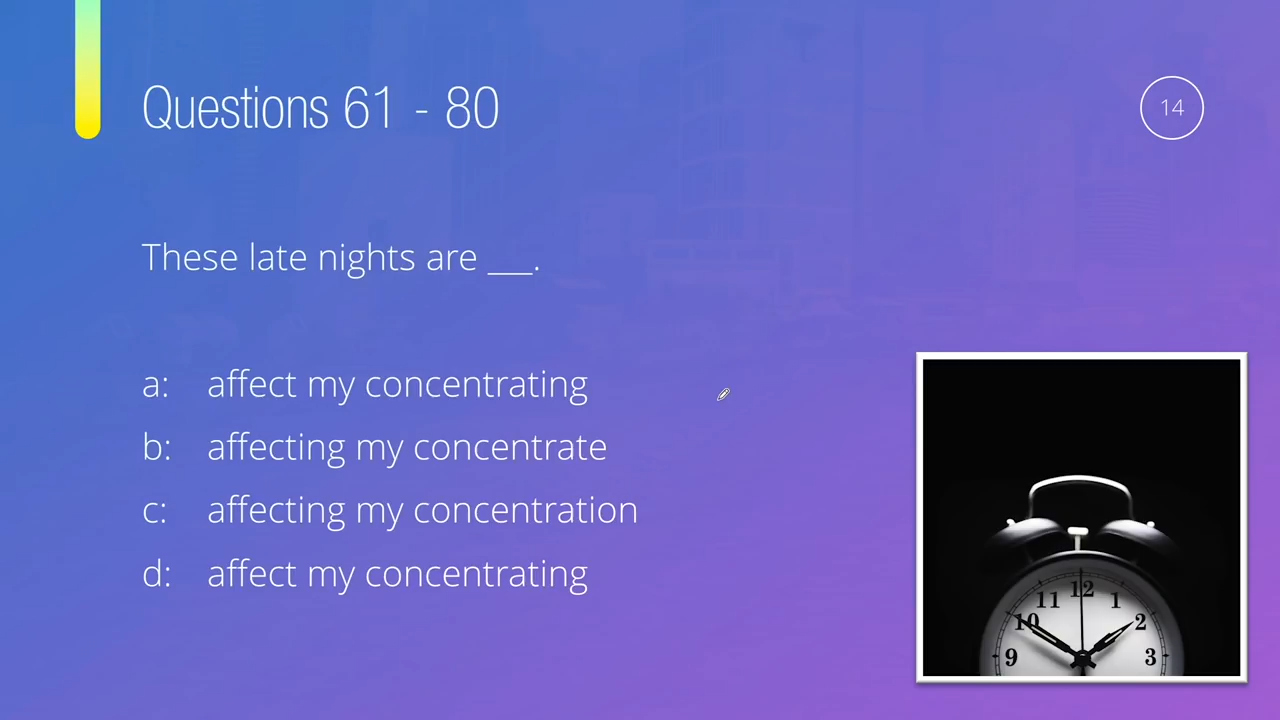 Questions 61 - 80
14
These late nights are ___.
a: affect my concentrating
b: affecting my concentrate
c: affecting my concentration
d: affect my concentrating
12
11 1
10 2
9 3